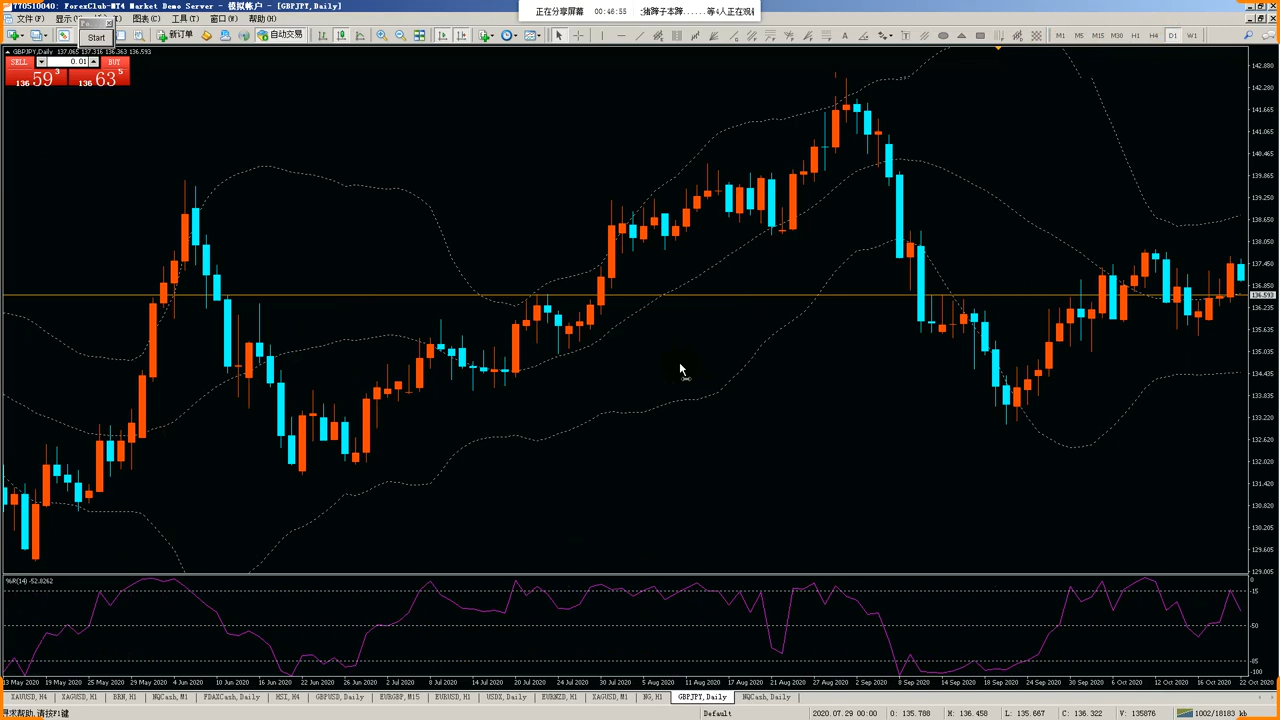 770510040: ForexClub-MT4 Market Demo Server - 模拟帐户 - [GBPJPY,Daily]
正在分享屏幕 00:46:55
文件(F) 显示 图表(C) 工具(T) 窗口(W) 帮助(H)
Start
新订单 自动交易
M1 M5 M15 M30 H1 H4 D1 W1
GBPJPY,Daily 137.065 137.316 136.363 136.593
SELL 0.01 BUY
136 59 3 136 63 5
142.890
142.280
141.665
141.065
140.465
139.865
139.250
138.650
138.050
137.450
136.850
136.593
136.235
135.635
135.035
134.435
133.835
133.220
132.620
132.020
131.420
130.820
130.205
129.605
129.005
%R(14) -52.8262
0
-15
-50
-85
-100
13 May 2020 19 May 2020 25 May 2020 29 May 2020 4 Jun 2020 10 Jun 2020 16 Jun 2020 22 Jun 2020 26 Jun 2020 2 Jul 2020 8 Jul 2020 14 Jul 2020 20 Jul 2020 24 Jul 2020 30 Jul 2020 5 Aug 2020 11 Aug 2020 17 Aug 2020 21 Aug 2020 27 Aug 2020 2 Sep 2020 8 Sep 2020 14 Sep 2020 18 Sep 2020 24 Sep 2020 30 Sep 2020 6 Oct 2020 12 Oct 2020 16 Oct 2020 22 Oct 2020
XAUUSD,H4 XAGUSD,H1 BRN,H1 NQCash,M1 FDAXCash,Daily HSX,H4 GBPUSD,Daily EURGBP,M15 EURUSD,H1 USDX,Daily EURNZD,H1 XAGUSD,M1 NG,H1 GBPJPY,Daily NQCash,Daily
寻求帮助,请按F1键 Default 2020.07.29 00:00 O: 135.788 H: 136.458 L: 135.667 C: 136.322 V: 135876 1002/18183 kb